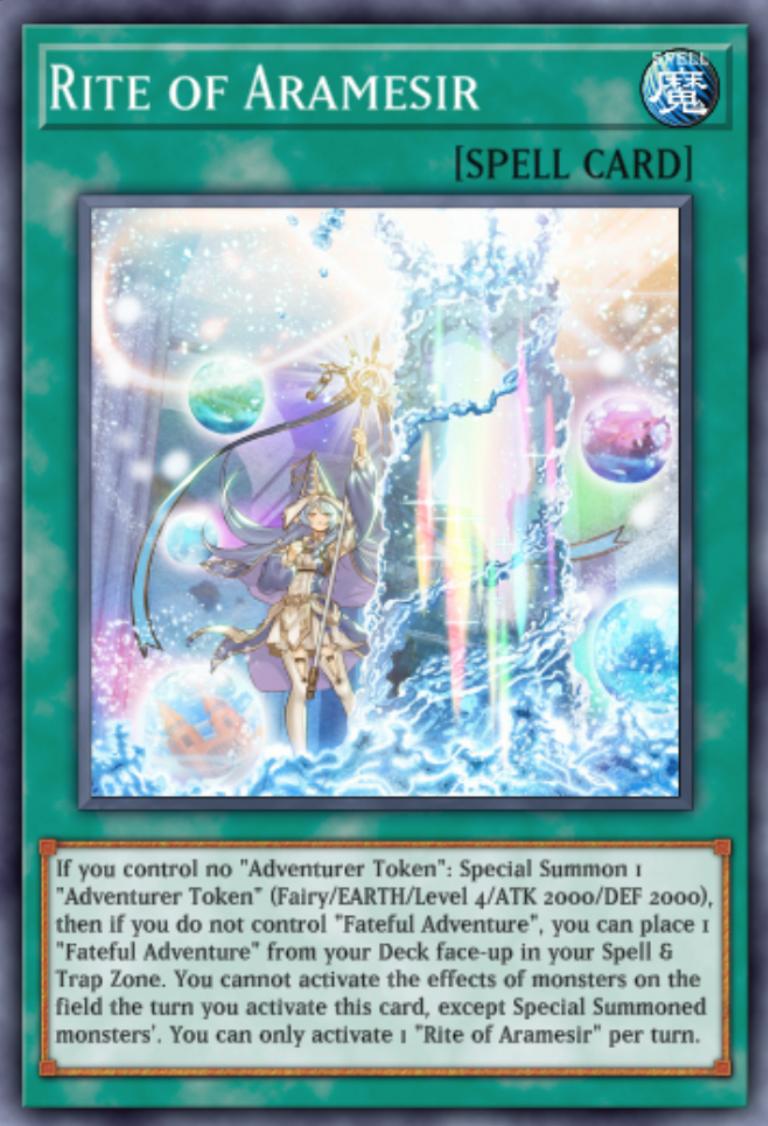 Rite of Aramesir
SPELL
魔
[SPELL CARD]
If you control no "Adventurer Token": Special Summon 1
"Adventurer Token" (Fairy/EARTH/Level 4/ATK 2000/DEF 2000),
then if you do not control "Fateful Adventure", you can place 1
"Fateful Adventure" from your Deck face-up in your Spell &
Trap Zone. You cannot activate the effects of monsters on the
field the turn you activate this card, except Special Summoned
monsters'. You can only activate 1 "Rite of Aramesir" per turn.